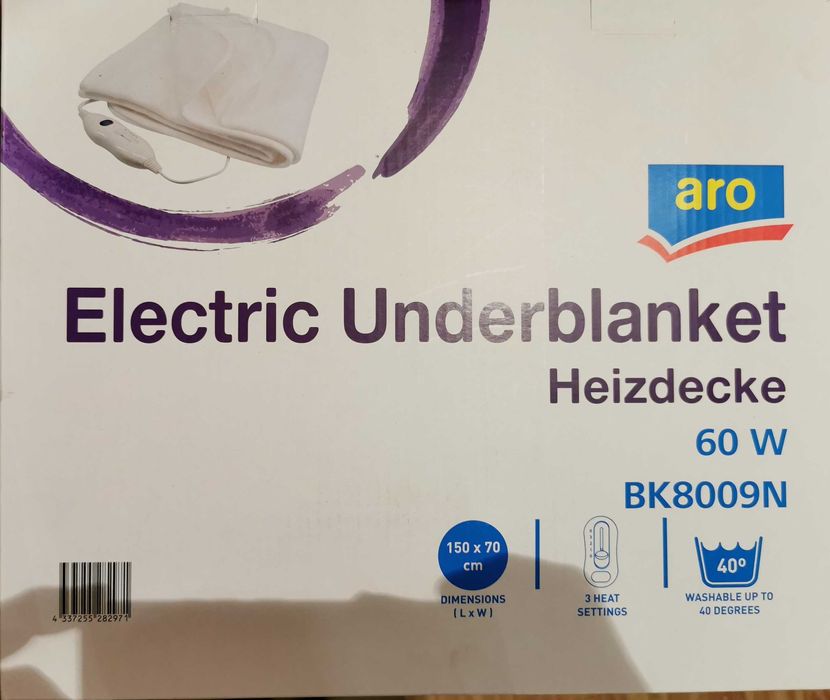 aro
Electric Underblanket
Heizdecke
60 W
BK8009N
150 x 70
cm
DIMENSIONS
( L x W )
3 HEAT
SETTINGS
40º
WASHABLE UP TO
40 DEGREES
4 337255 282971